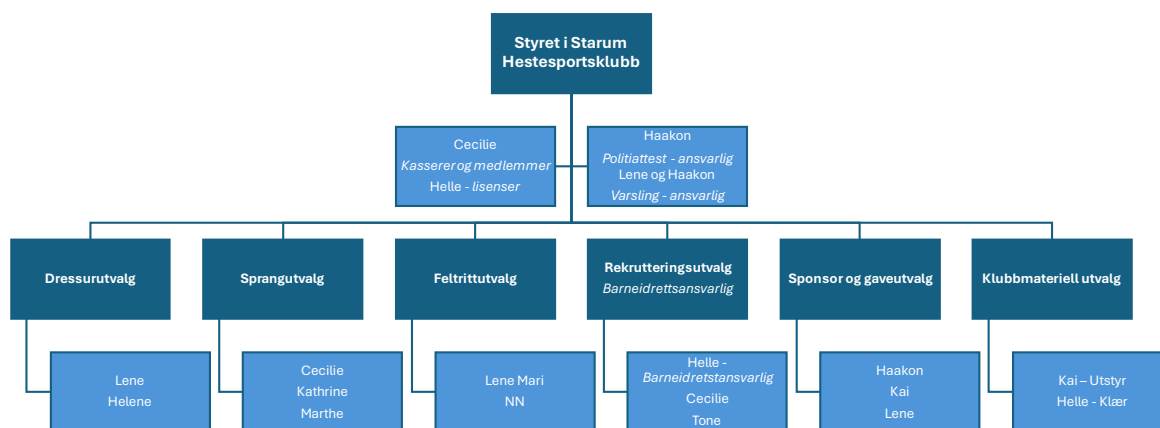 Styret i Starum
Hestesportsklubb
Cecilie
Kasserer og medlemmer
Helle - lisenser
Haakon
Politiattest - ansvarlig
Lene og Haakon
Varsling - ansvarlig
Dressurutvalg
Sprangutvalg
Feltrittutvalg
Rekrutteringsutvalg
Barneidrettsansvarlig
Sponsor og gaveutvalg
Klubbmateriell utvalg
Lene
Helene
Cecilie
Kathrine
Marthe
Lene Mari
NN
Helle -
Barneidretstansvarlig
Cecilie
Tone
Haakon
Kai
Lene
Kai – Utstyr
Helle - Klær